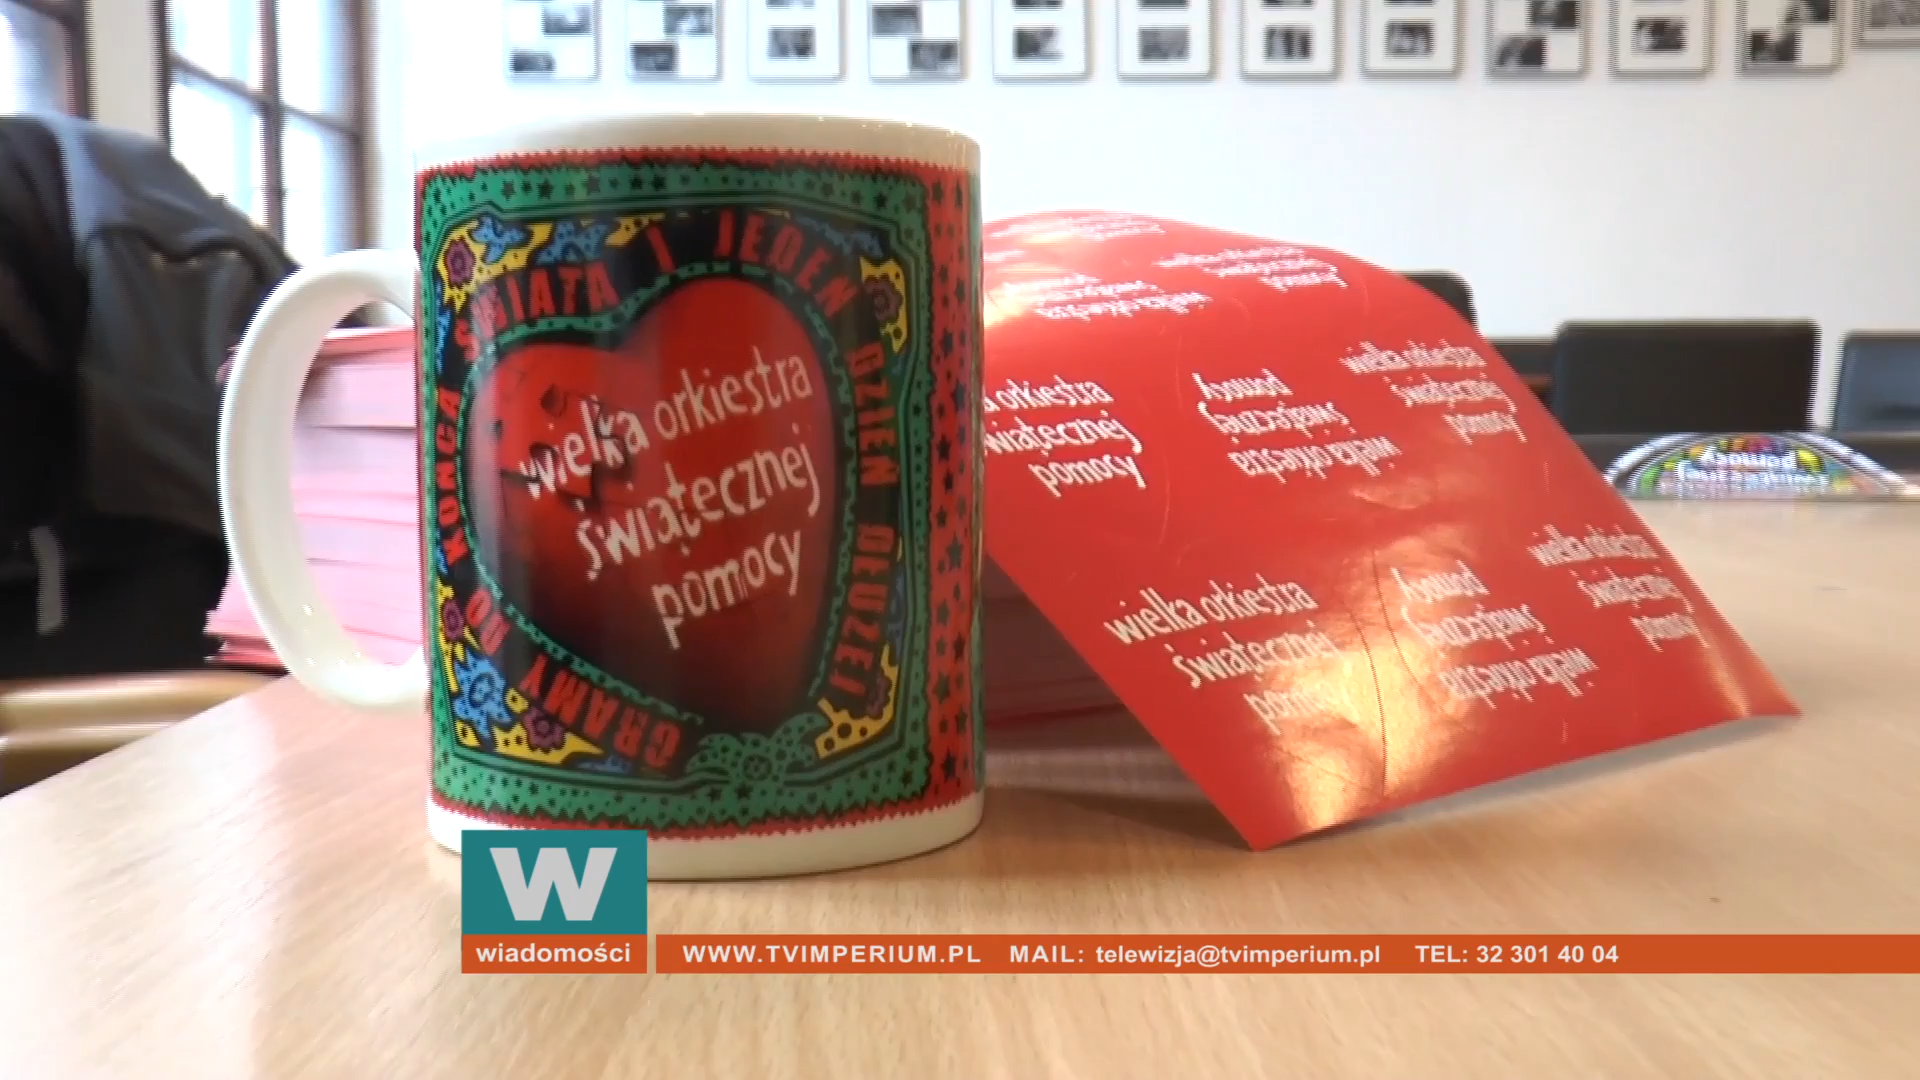 GRAMY DO KOŃCA ŚWIATA I JEDEN DZIEŃ DŁUŻEJ
wielka orkiestra
świątecznej
pomocy
orkiestra
świątecznej
pomocy
wielka orkiestra
świątecznej
pomocy
wielka orkiestra
świątecznej
pomocy
wielka orkiestra
świątecznej
pomocy
wielka orkiestra
świątecznej
pomocy
wielka orkiestra
świątecznej
pomocy
W
wiadomości
WWW.TVIMPERIUM.PL MAIL: telewizja@tvimperium.pl TEL: 32 301 40 04